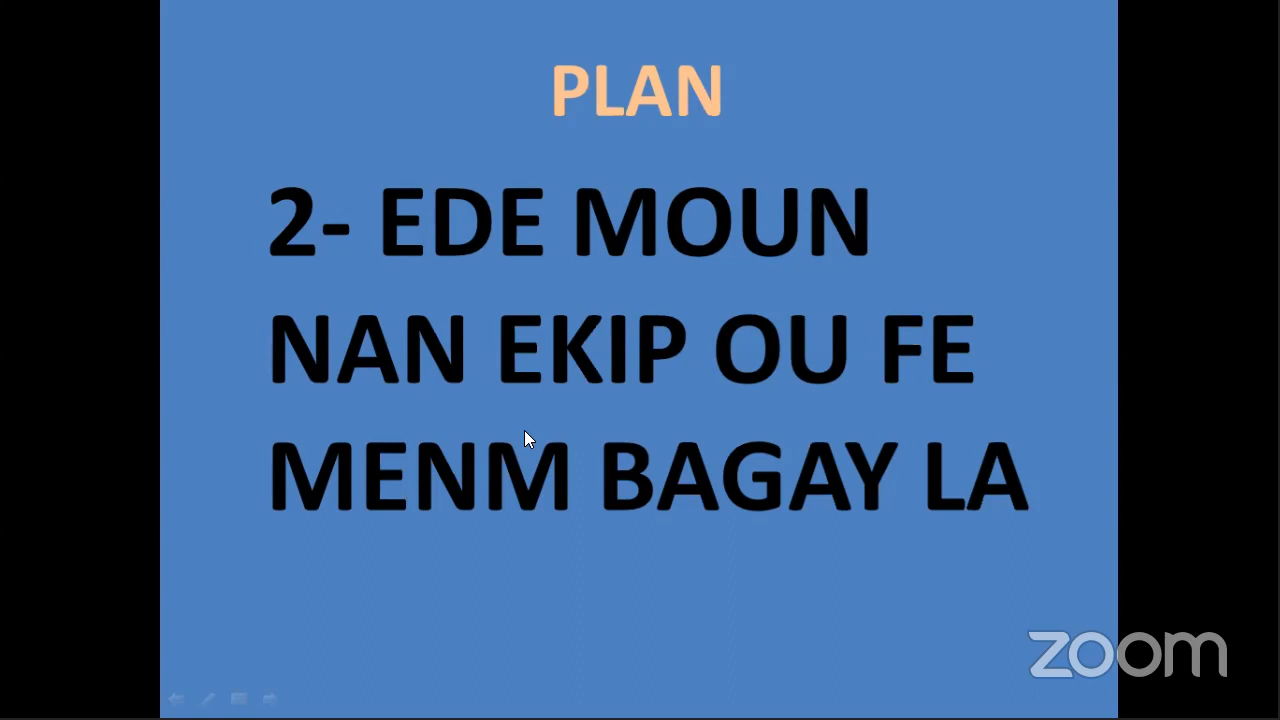 PLAN
2- EDE MOUN
NAN EKIP OU FE
MENM BAGAY LA
zoom